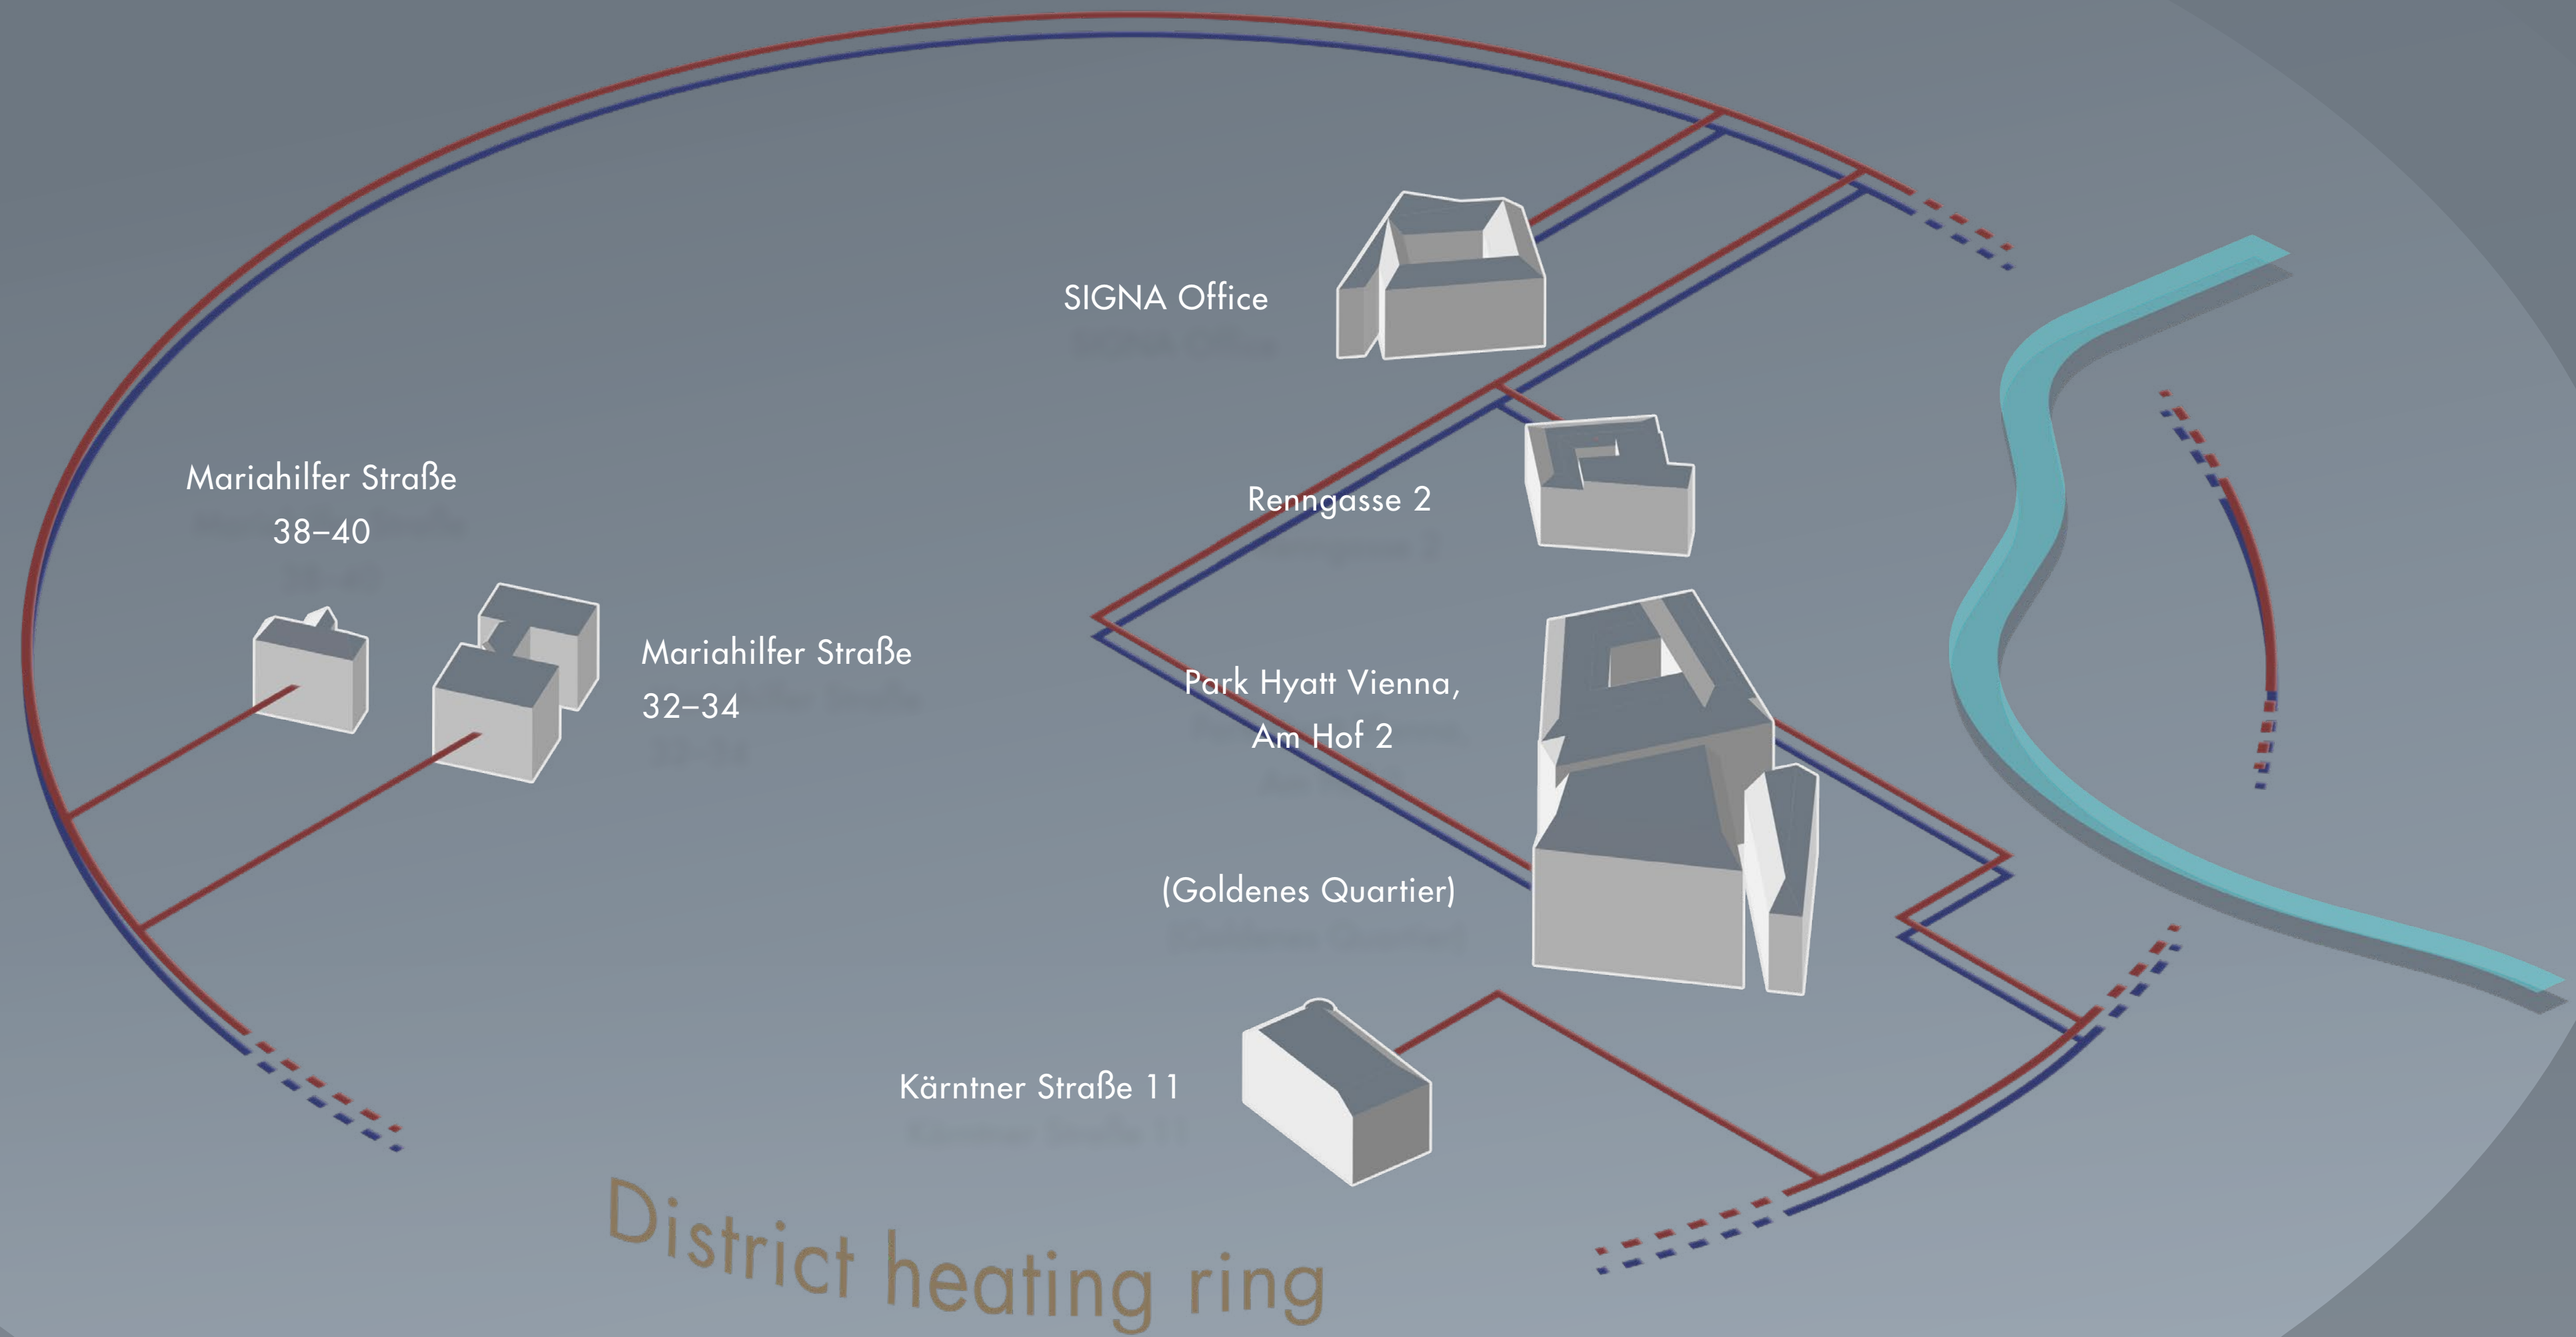 SIGNA Office
Mariahilfer Straße
38–40
Renngasse 2
Mariahilfer Straße
32–34
Park Hyatt Vienna,
Am Hof 2
(Goldenes Quartier)
Kärntner Straße 11
District heating ring